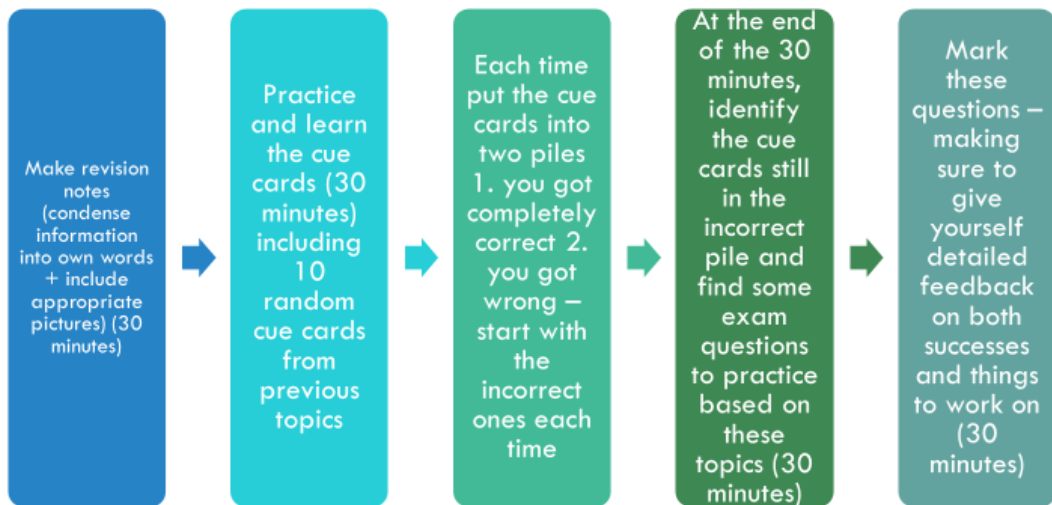 Make revision
notes
(condense
information
into own words
+ include
appropriate
pictures) (30
minutes)
Practice
and learn
the cue
cards (30
minutes)
including
10
random
cue cards
from
previous
topics
Each time
put the cue
cards into
two piles
1. you got
completely
correct 2.
you got
wrong –
start with
the
incorrect
ones each
time
At the end
of the 30
minutes,
identify
the cue
cards still
in the
incorrect
pile and
find some
exam
questions
to practice
based on
these
topics (30
minutes)
Mark
these
questions –
making
sure to
give
yourself
detailed
feedback
on both
successes
and things
to work on
(30
minutes)